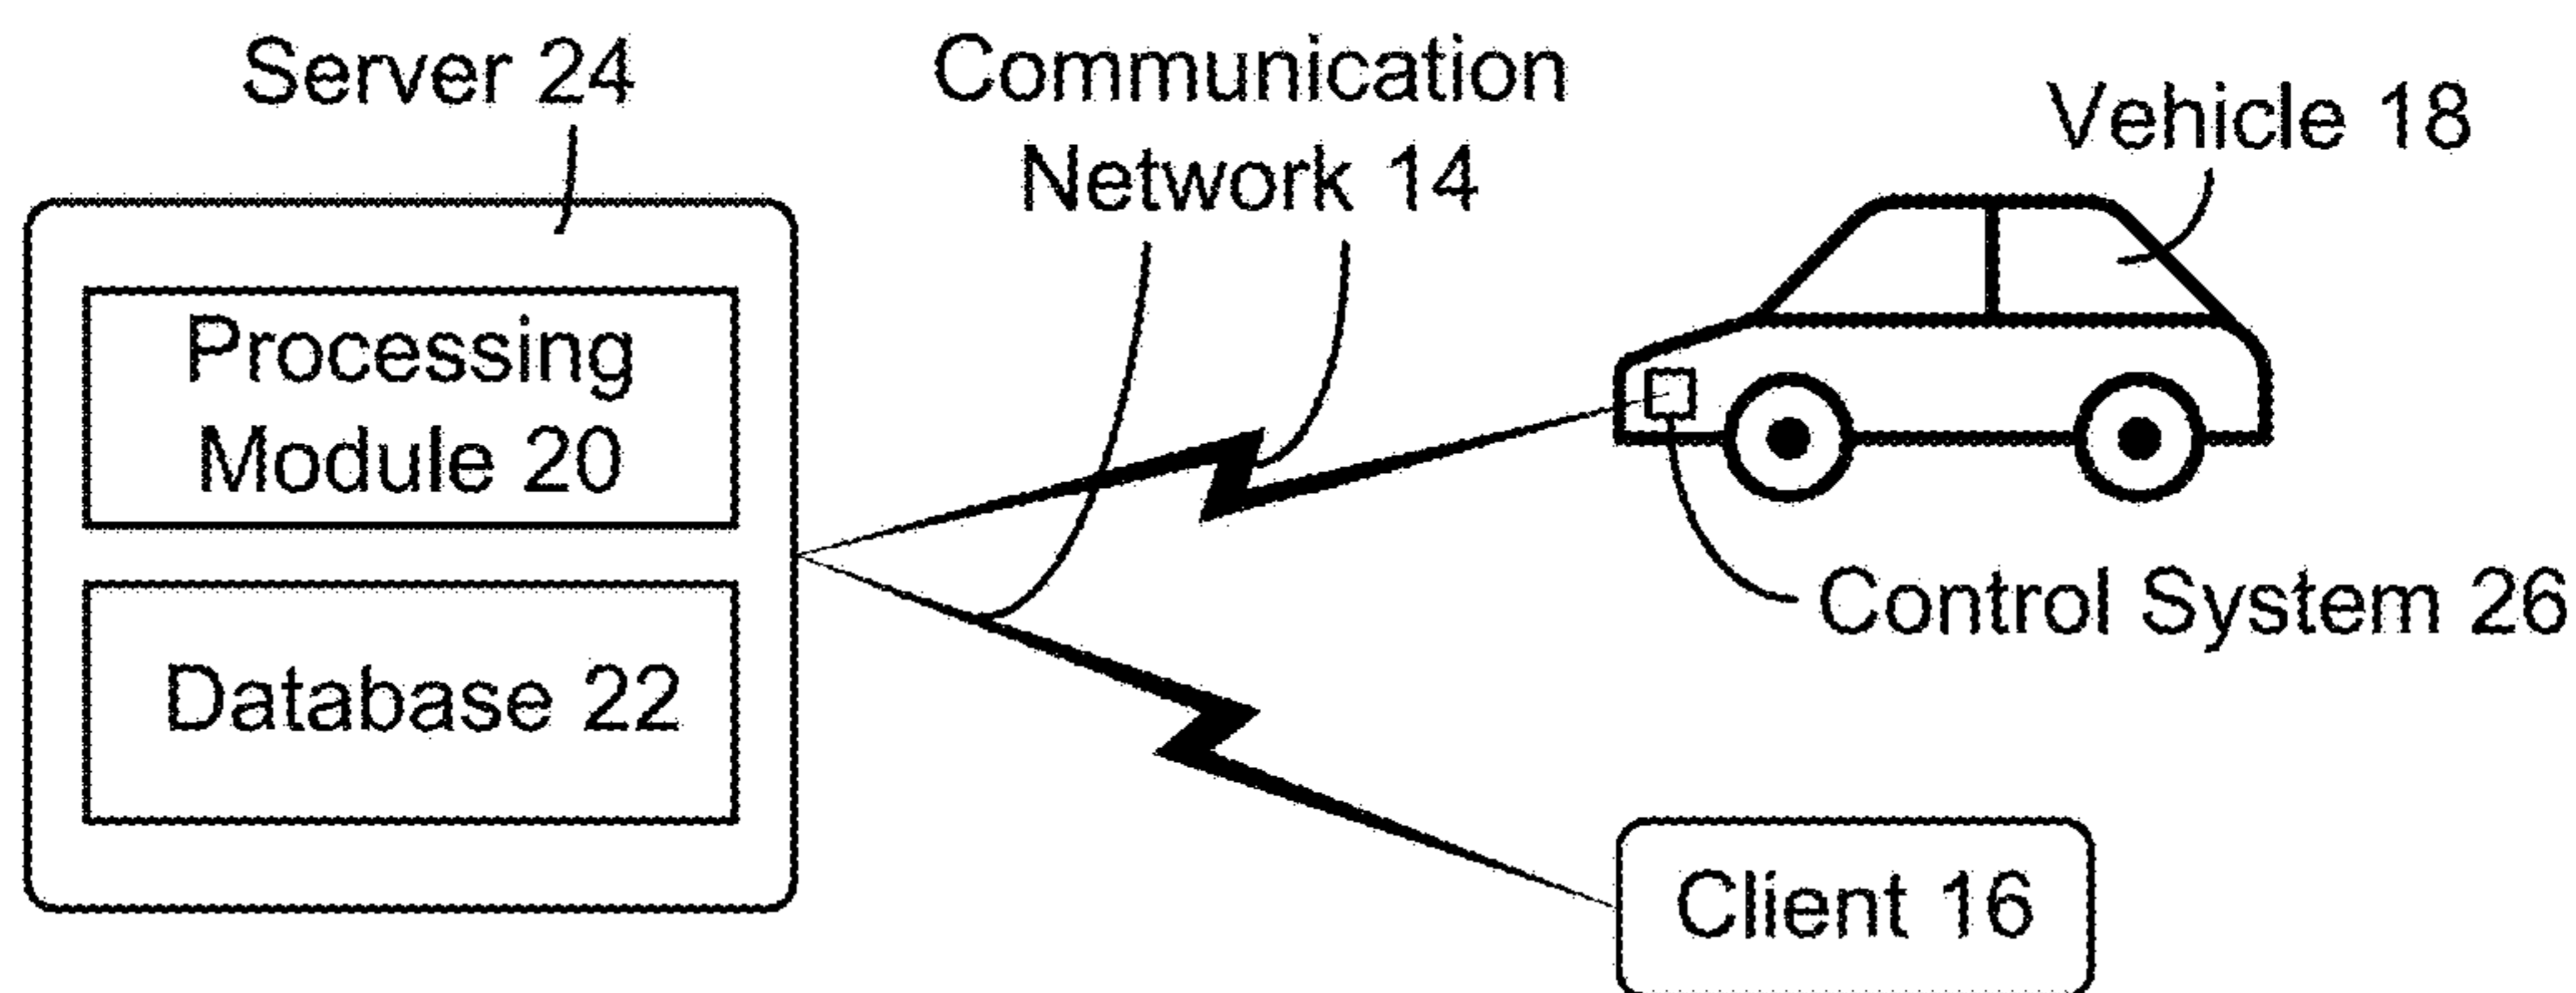 Server 24
Communication
Network 14
Vehicle 18
Processing
Module 20
Database 22
Control System 26
Client 16